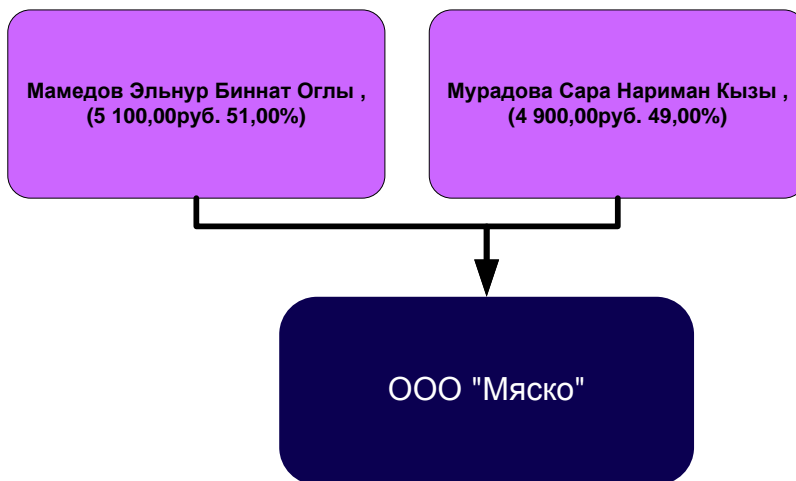 Мамедов Эльнур Биннат Оглы ,
(5 100,00руб. 51,00%)
Мурадова Сара Нариман Кызы ,
(4 900,00руб. 49,00%)
ООО "Мяско"